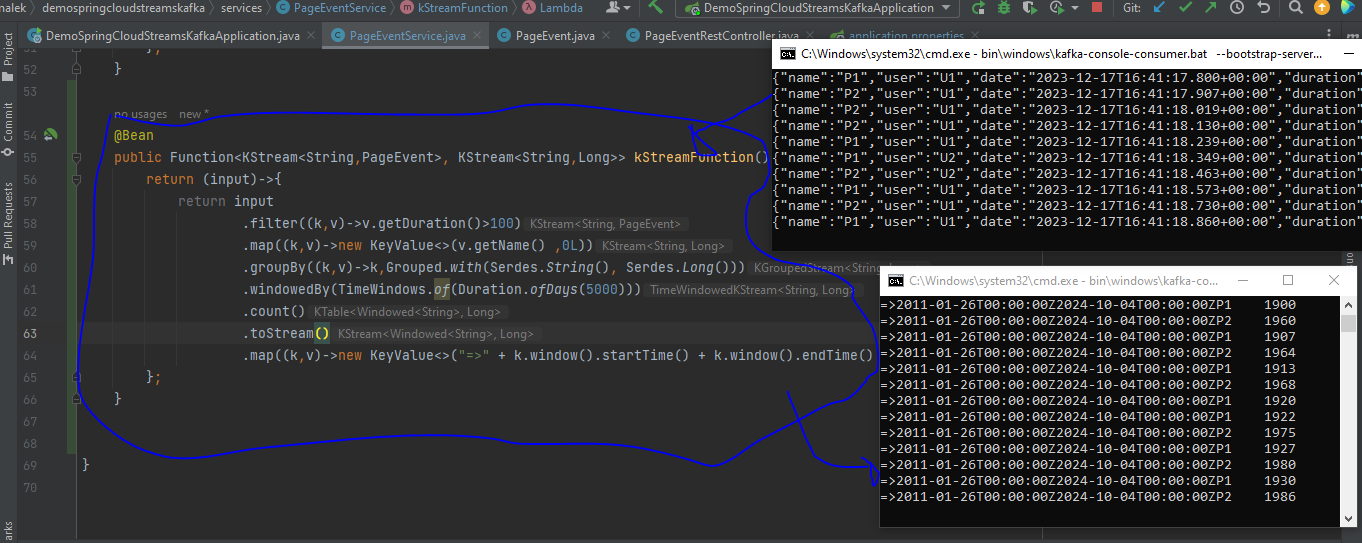 malek demospringcloudstreamskafka services PageEventService kStreamFunction Lambda malek DemoSpringCloudStreamsKafkaApplication Git:
DemoSpringCloudStreamsKafkaApplication.java PageEventService.java PageEvent.java PageEventRestController.java application.properties
Project
Commit
Pull Requests
arks
51 };
52 }
53
no usages new *
54 @Bean
55 public Function<KStream<String,PageEvent>, KStream<String,Long>> kStreamFunction()
56 return (input)->{
57 return input
58 .filter((k,v)->v.getDuration()>100) KStream<String, PageEvent>
59 .map((k,v)->new KeyValue<>(v.getName() ,0L)) KStream<String, Long>
60 .groupBy((k,v)->k,Grouped.with(Serdes.String(), Serdes.Long())) KGroupedStream<String
61 .windowedBy(TimeWindows.of(Duration.ofDays(5000))) TimeWindowedKStream<String, Long>
62 .count() KTable<Windowed<String>, Long>
63 .toStream() KStream<Windowed<String>, Long>
64 .map((k,v)->new KeyValue<>("=>" + k.window().startTime() + k.window().endTime()
65 };
66 }
67
68
69 }
70
C:\Windows\system32\cmd.exe - bin\windows\kafka-console-consumer.bat --bootstrap-server...
{"name":"P1","user":"U1","date":"2023-12-17T16:41:17.800+00:00","duration"
{"name":"P2","user":"U1","date":"2023-12-17T16:41:17.907+00:00","duration"
{"name":"P2","user":"U1","date":"2023-12-17T16:41:18.019+00:00","duration"
{"name":"P1","user":"U1","date":"2023-12-17T16:41:18.130+00:00","duration"
{"name":"P1","user":"U1","date":"2023-12-17T16:41:18.239+00:00","duration"
{"name":"P1","user":"U2","date":"2023-12-17T16:41:18.349+00:00","duration"
{"name":"P2","user":"U2","date":"2023-12-17T16:41:18.463+00:00","duration"
{"name":"P1","user":"U1","date":"2023-12-17T16:41:18.573+00:00","duration"
{"name":"P2","user":"U1","date":"2023-12-17T16:41:18.730+00:00","duration"
{"name":"P1","user":"U1","date":"2023-12-17T16:41:18.860+00:00","duration"
C:\Windows\system32\cmd.exe - bin\windows\kafka-co...
=>2011-01-26T00:00:00Z2024-10-04T00:00:00ZP1 1900
=>2011-01-26T00:00:00Z2024-10-04T00:00:00ZP2 1960
=>2011-01-26T00:00:00Z2024-10-04T00:00:00ZP1 1907
=>2011-01-26T00:00:00Z2024-10-04T00:00:00ZP2 1964
=>2011-01-26T00:00:00Z2024-10-04T00:00:00ZP1 1913
=>2011-01-26T00:00:00Z2024-10-04T00:00:00ZP2 1968
=>2011-01-26T00:00:00Z2024-10-04T00:00:00ZP1 1920
=>2011-01-26T00:00:00Z2024-10-04T00:00:00ZP1 1922
=>2011-01-26T00:00:00Z2024-10-04T00:00:00ZP2 1975
=>2011-01-26T00:00:00Z2024-10-04T00:00:00ZP1 1927
=>2011-01-26T00:00:00Z2024-10-04T00:00:00ZP2 1980
=>2011-01-26T00:00:00Z2024-10-04T00:00:00ZP1 1930
=>2011-01-26T00:00:00Z2024-10-04T00:00:00ZP2 1986